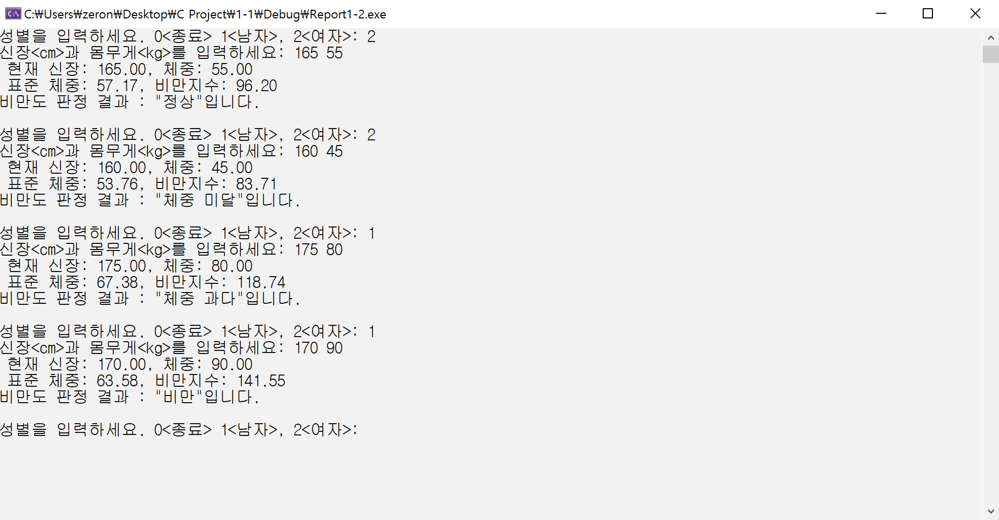 C:₩Users₩zeron₩Desktop₩C Project₩1-1₩Debug₩Report1-2.exe
성별을 입력하세요. 0<종료> 1<남자>, 2<여자>: 2
신장<cm>과 몸무게<kg>를 입력하세요: 165 55
현재 신장: 165.00, 체중: 55.00
표준 체중: 57.17, 비만지수: 96.20
비만도 판정 결과 : "정상"입니다.
성별을 입력하세요. 0<종료> 1<남자>, 2<여자>: 2
신장<cm>과 몸무게<kg>를 입력하세요: 160 45
현재 신장: 160.00, 체중: 45.00
표준 체중: 53.76, 비만지수: 83.71
비만도 판정 결과 : "체중 미달"입니다.
성별을 입력하세요. 0<종료> 1<남자>, 2<여자>: 1
신장<cm>과 몸무게<kg>를 입력하세요: 175 80
현재 신장: 175.00, 체중: 80.00
표준 체중: 67.38, 비만지수: 118.74
비만도 판정 결과 : "체중 과다"입니다.
성별을 입력하세요. 0<종료> 1<남자>, 2<여자>: 1
신장<cm>과 몸무게<kg>를 입력하세요: 170 90
현재 신장: 170.00, 체중: 90.00
표준 체중: 63.58, 비만지수: 141.55
비만도 판정 결과 : "비만"입니다.
성별을 입력하세요. 0<종료> 1<남자>, 2<여자>: